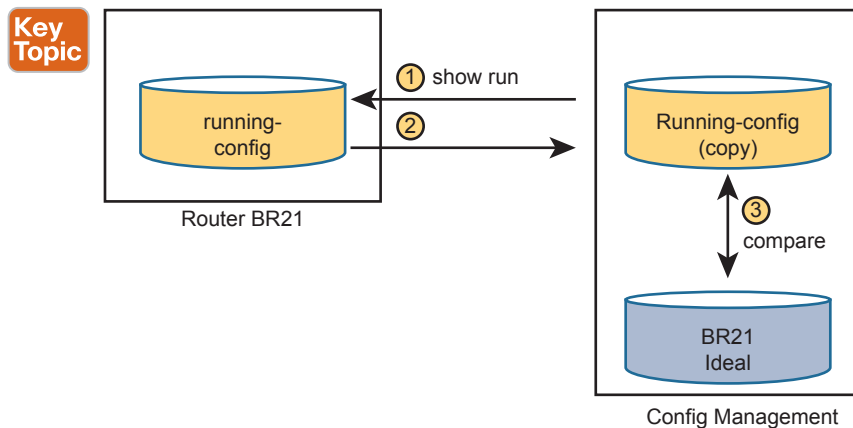 Key
Topic
1 show run
2
running-
config
Router BR21
Running-config
(copy)
3
compare
BR21
Ideal
Config Management